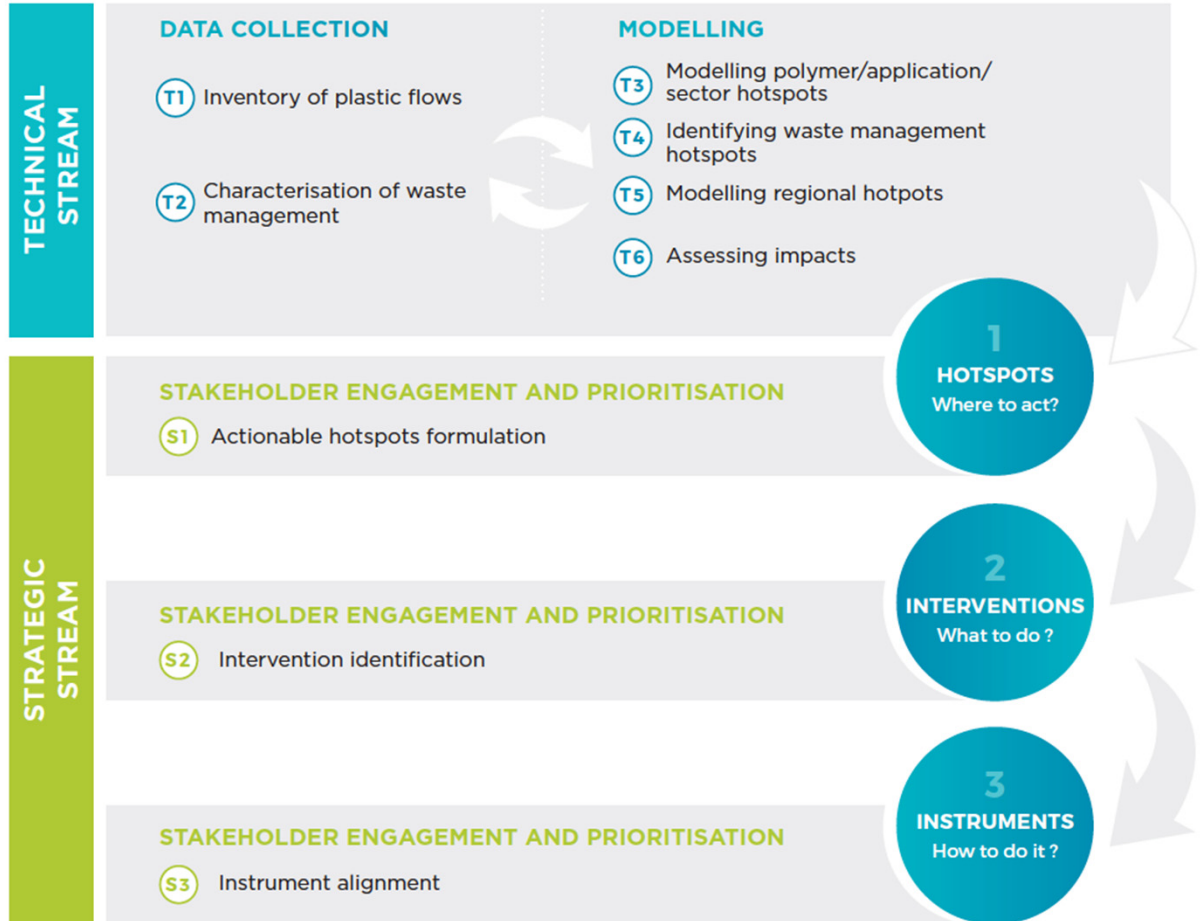 TECHNICAL
STREAM
DATA COLLECTION
T1 Inventory of plastic flows
T2 Characterisation of waste
management
MODELLING
T3 Modelling polymer/application/
sector hotspots
T4 Identifying waste management
hotspots
T5 Modelling regional hotpots
T6 Assessing impacts
1
HOTSPOTS
Where to act?
STRATEGIC
STREAM
STAKEHOLDER ENGAGEMENT AND PRIORITISATION
S1 Actionable hotspots formulation
2
INTERVENTIONS
What to do ?
STAKEHOLDER ENGAGEMENT AND PRIORITISATION
S2 Intervention identification
3
INSTRUMENTS
How to do it ?
STAKEHOLDER ENGAGEMENT AND PRIORITISATION
S3 Instrument alignment